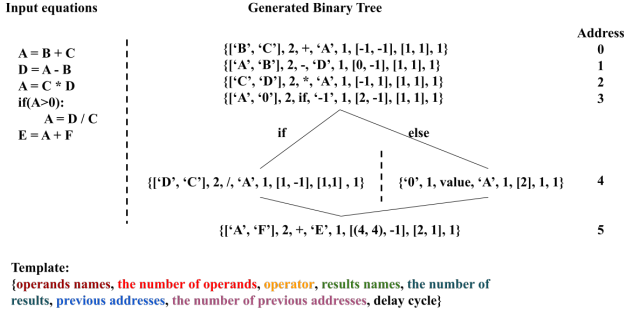 Input equations
Generated Binary Tree
Address
A = B + C
D = A - B
A = C * D
if(A>0):
A = D / C
E = A + F
{[‘B’, ‘C’], 2, +, ‘A’, 1, [-1, -1], [1, 1], 1} 0
{[‘A’, ‘B’], 2, -, ‘D’, 1, [0, -1], [1, 1], 1} 1
{[‘C’, ‘D’], 2, *, ‘A’, 1, [-1, 1], [1, 1], 1} 2
{[‘A’, ‘0’], 2, if, ‘-1’, 1, [2, -1], [1, 1], 1} 3
if else
{[‘D’, ‘C’], 2, /, ‘A’, 1, [1, -1], [1,1] , 1} {‘0’, 1, value, ‘A’, 1, [2], 1, 1} 4
{[‘A’, ‘F’], 2, +, ‘E’, 1, [(4, 4), -1], [2, 1], 1} 5
Template:
{operands names, the number of operands, operator, results names, the number of
results, previous addresses, the number of previous addresses, delay cycle}